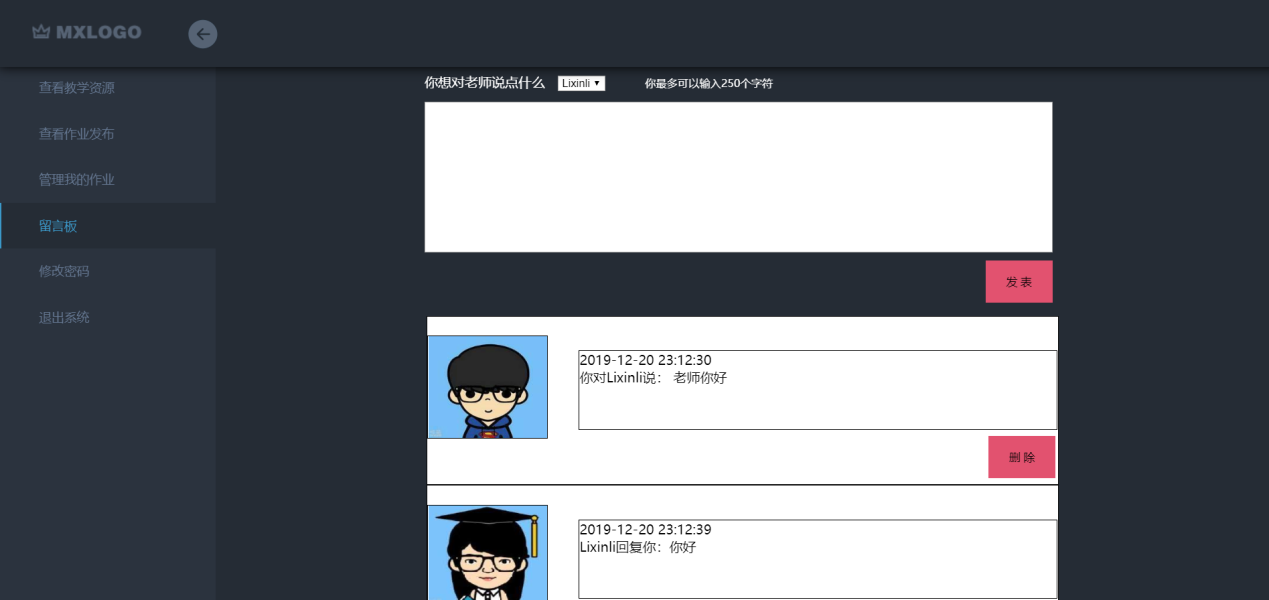 MXLOGO
查看教学资源
查看作业发布
管理我的作业
留言板
修改密码
退出系统
你想对老师说点什么 Lixinli 你最多可以输入250个字符
发 表
2019-12-20 23:12:30
你对Lixinli说： 老师你好
删 除
2019-12-20 23:12:39
Lixinli回复你：你好